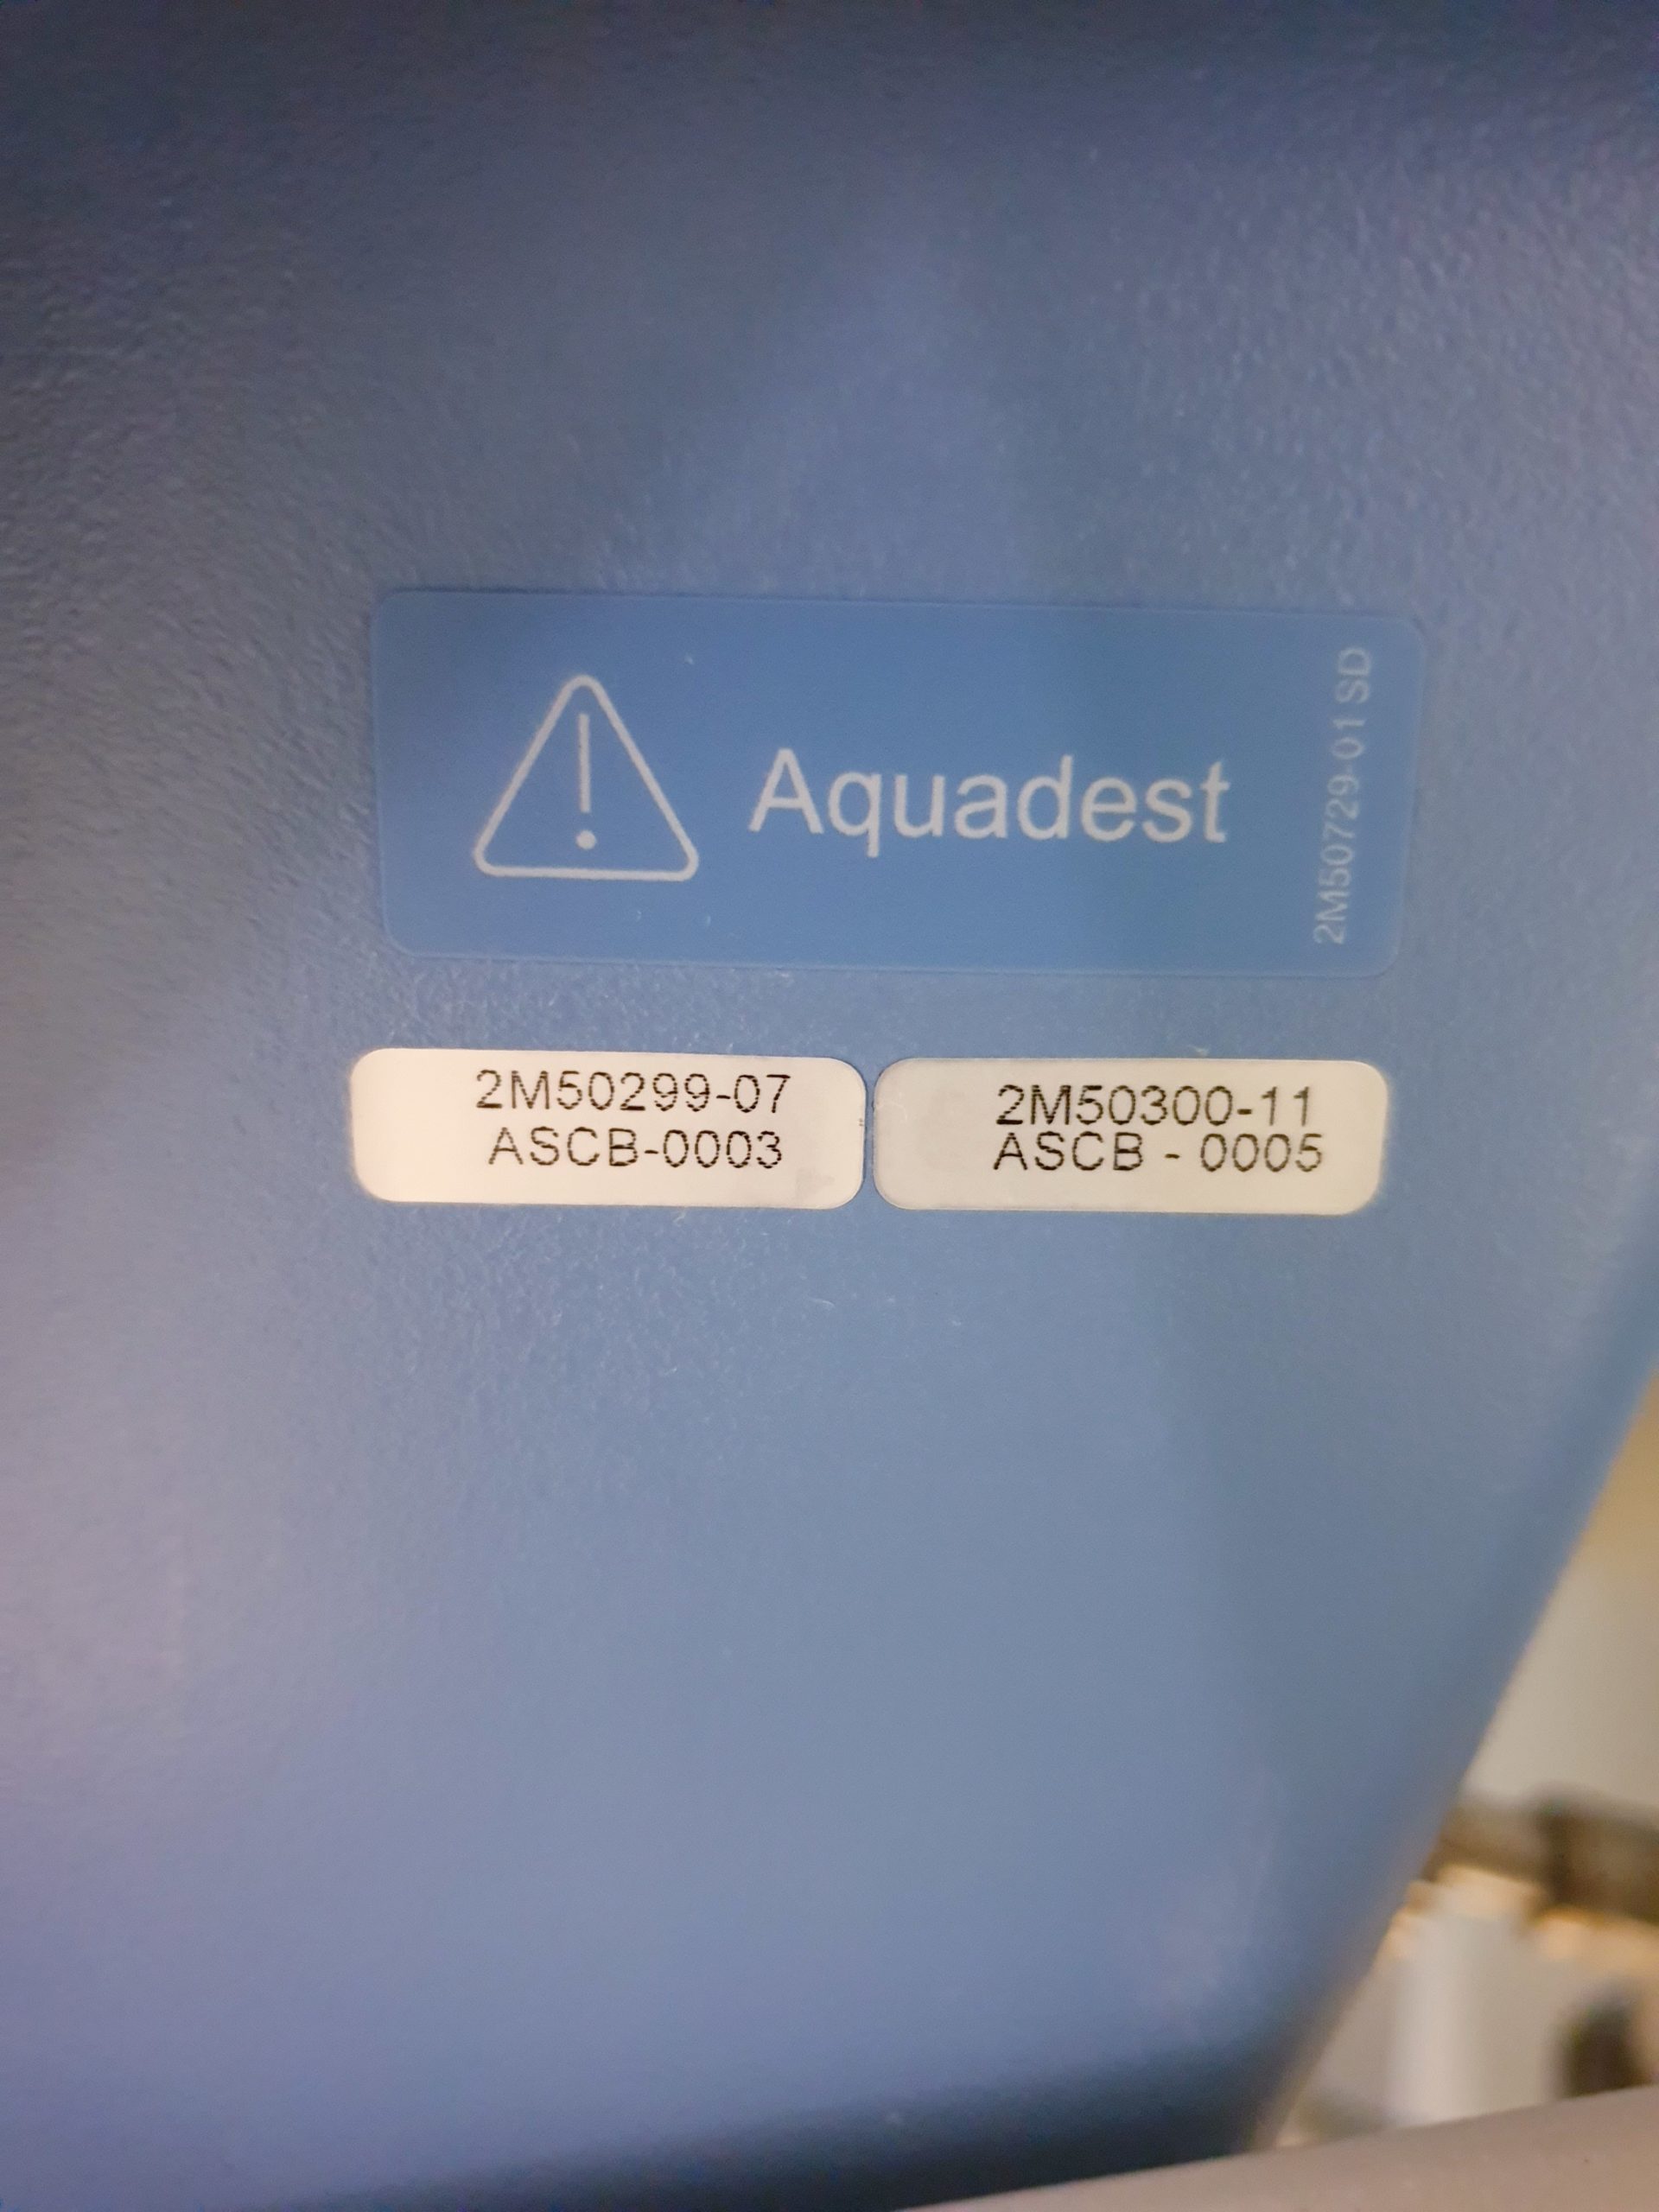 Aquadest
2M50729-01 SD
2M50299-07
ASCB-0003
2M50300-11
ASCB - 0005